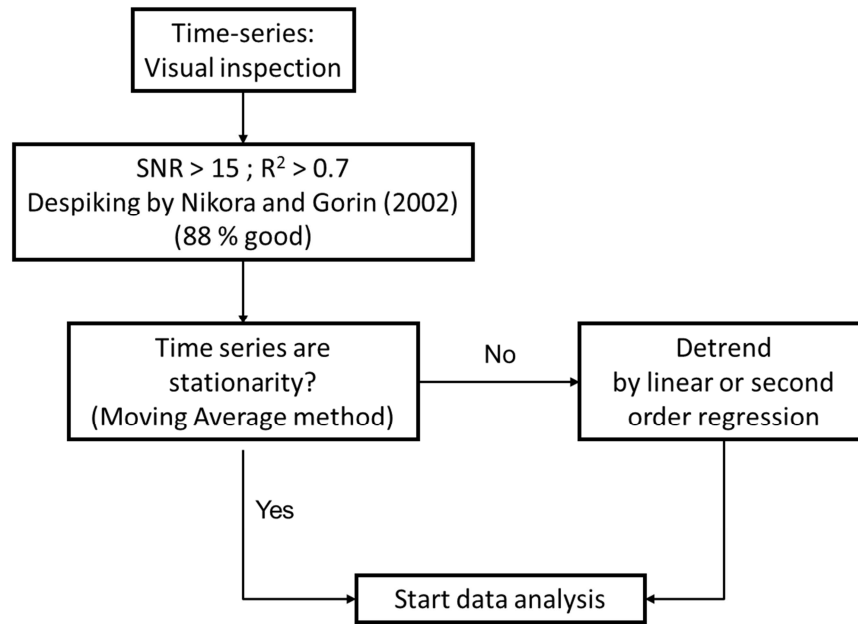 Time-series:
Visual inspection
SNR > 15 ; R² > 0.7
Despiking by Nikora and Gorin (2002)
(88 % good)
Time series are
stationarity?
(Moving Average method)
No
Detrend
by linear or second
order regression
Yes
Start data analysis